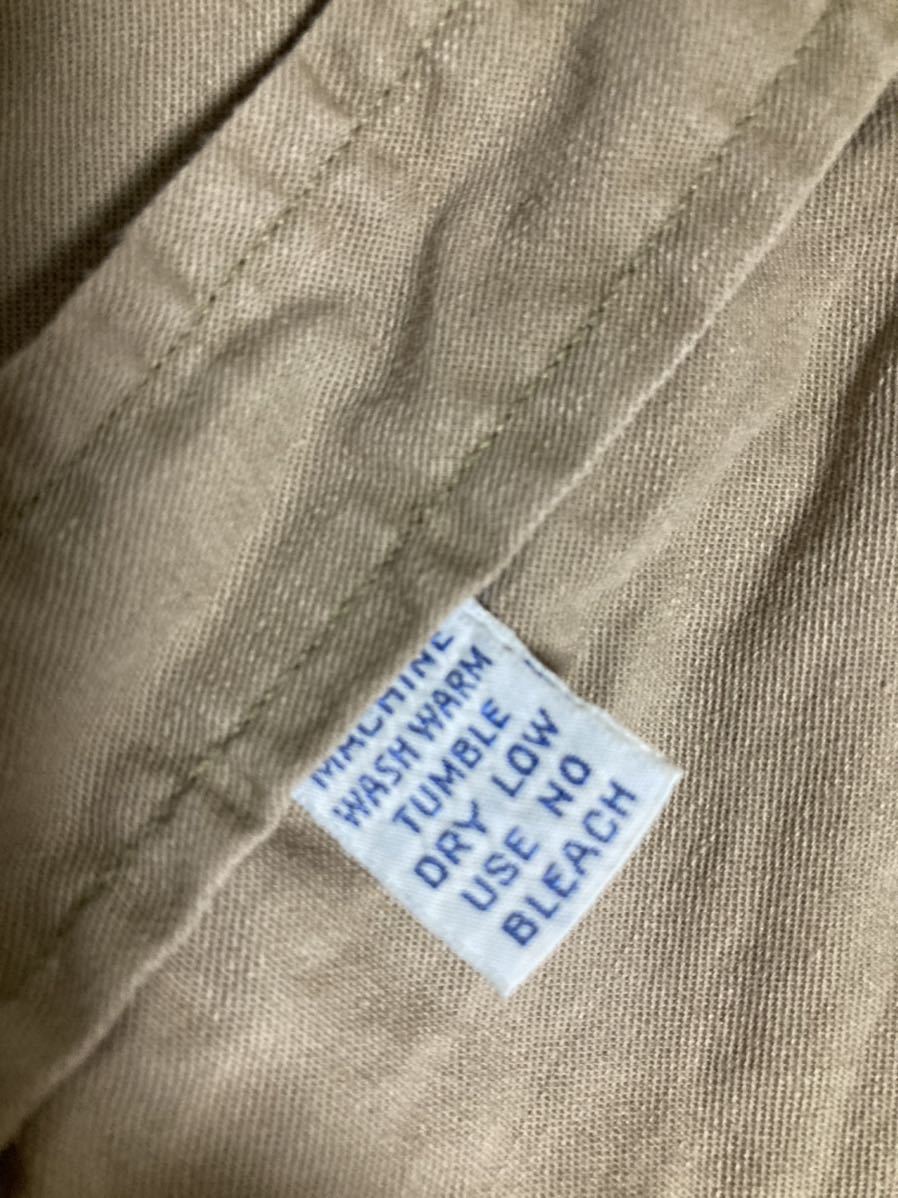 MACHINE
WASH WARM
TUMBLE
DRY LOW
USE NO
BLEACH